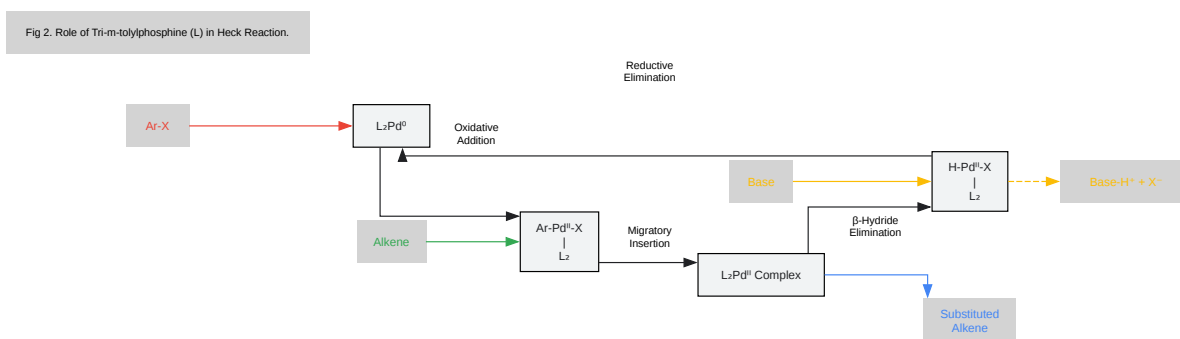 Fig 2. Role of Tri-m-tolylphosphine (L) in Heck Reaction.
Reductive
Elimination
Ar-X
L₂Pd⁰
Oxidative
Addition
H-Pdᴵᴵ-X
|
L₂
Base
Base-H⁺ + X⁻
Alkene
Ar-Pdᴵᴵ-X
|
L₂
Migratory
Insertion
β-Hydride
Elimination
L₂Pdᴵᴵ Complex
Substituted
Alkene